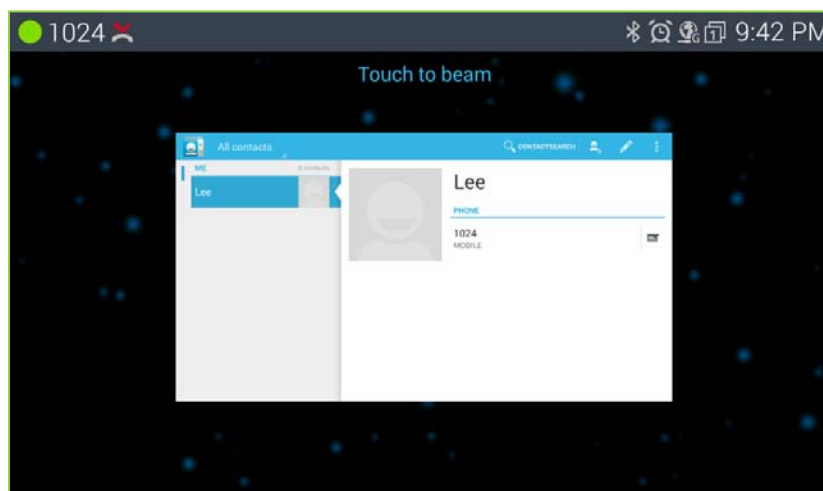 1024 9:42 PM
Touch to beam
All contacts CONTACTSEARCH
ME
Lee
Lee
PHONE
1024
MOBILE